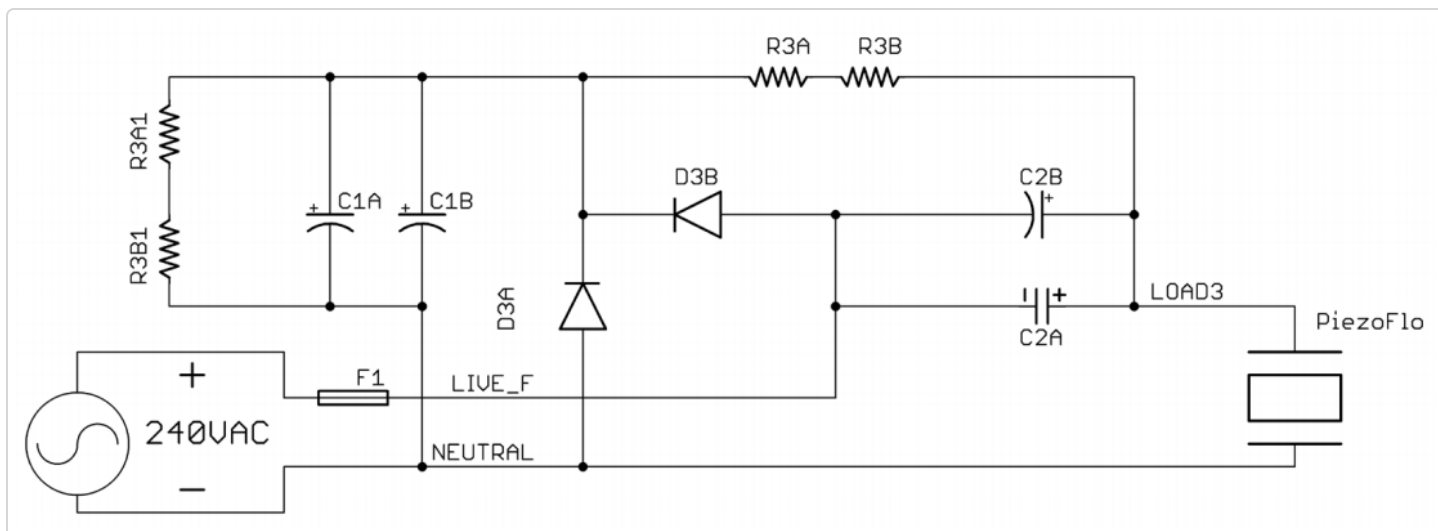 R3A R3B
R3A1
R3B1
+ C1A
+ C1B
D3B
C2B
+
D3A
- +
C2A
LOAD3
PiezoFlo
+
F1
LIVE_F
240VAC
NEUTRAL
-